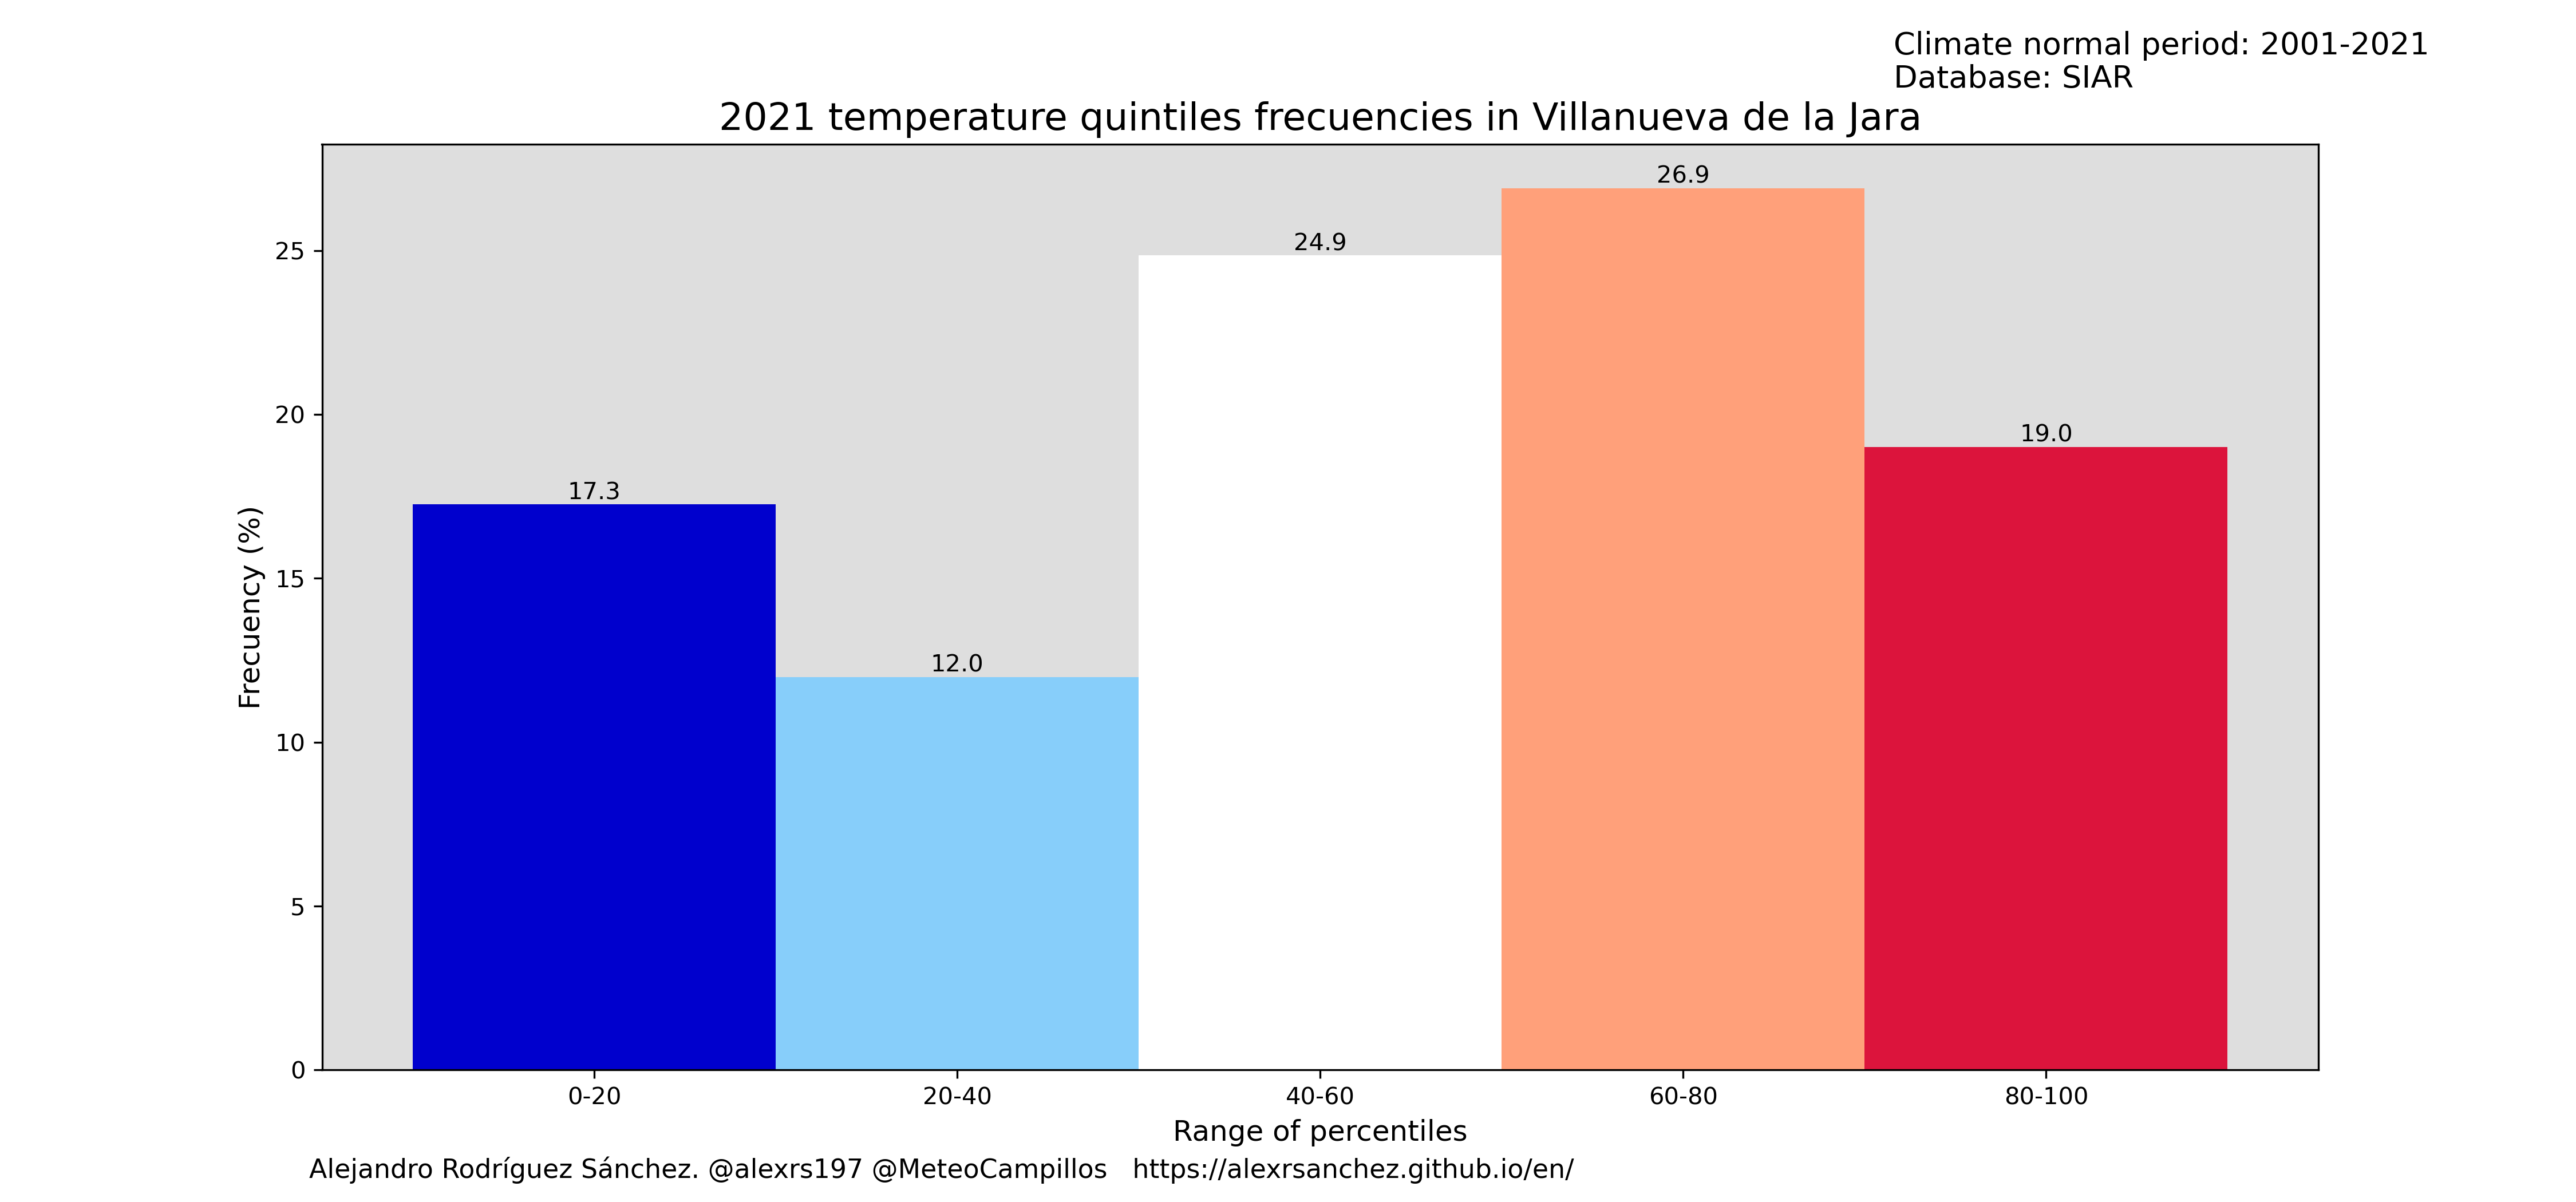 Climate normal period: 2001-2021
Database: SIAR
2021 temperature quintiles frecuencies in Villanueva de la Jara
26.9
24.9
19.0
17.3
12.0
Frecuency (%)
25
20
15
10
5
0
0-20 20-40 40-60 60-80 80-100
Range of percentiles
Alejandro Rodríguez Sánchez. @alexrs197 @MeteoCampillos https://alexrsanchez.github.io/en/